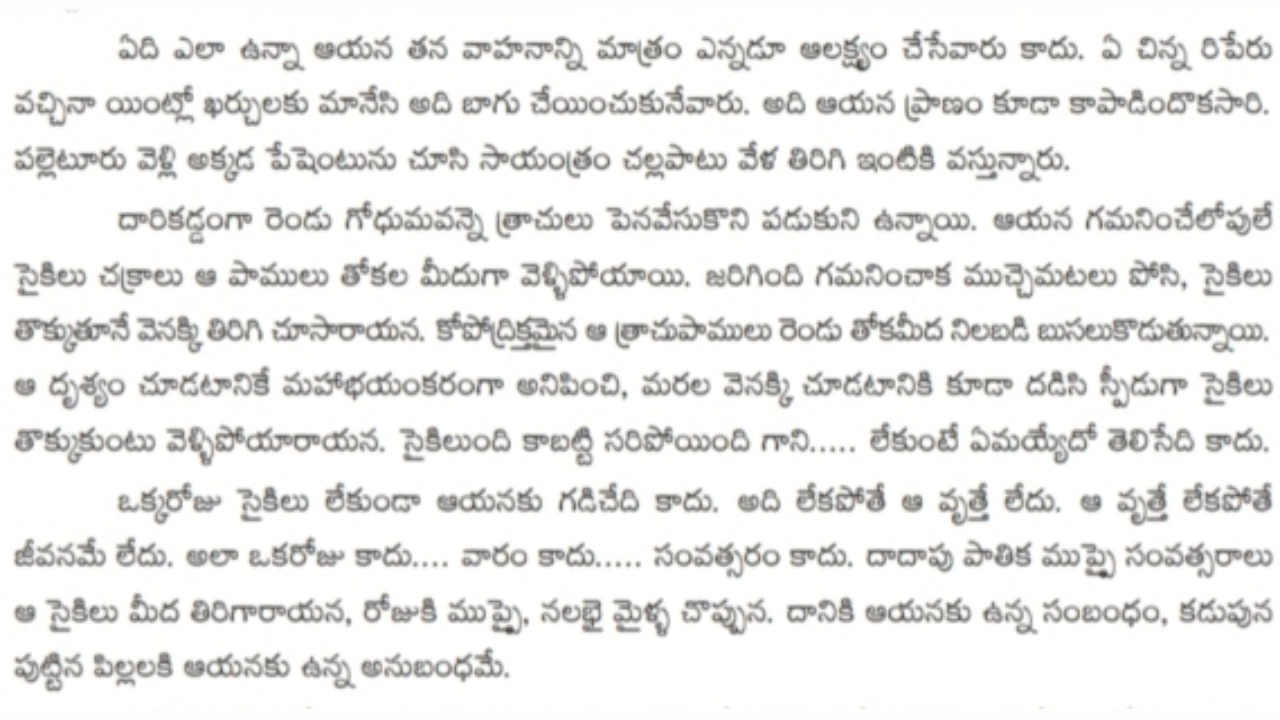 ఏది ఎలా ఉన్నా ఆయన తన వాహనాన్ని మాత్రం ఎన్నడూ ఆలక్ష్యం చేసేవారు కాదు. ఏ చిన్న రిపేరు
వచ్చినా యింట్లో ఖర్చులకు మానేసి అది బాగు చేయించుకునేవారు. అది ఆయన ప్రాణం కూడా కాపాడిందొకసారి.
పల్లెటూరు వెళ్లి అక్కడ పేషెంటును చూసి సాయంత్రం చల్లపాటు వేళ తిరిగి ఇంటికి వస్తున్నారు.
దారికడ్డంగా రెండు గోధుమవన్నె త్రాచులు పెనవేసుకొని పడుకుని ఉన్నాయి. ఆయన గమనించేలోపులే
సైకిలు చక్రాలు ఆ పాములు తోకల మీదుగా వెళ్ళిపోయాయి. జరిగింది గమనించాక ముచ్చెమటలు పోసి, సైకిలు
తొక్కుతూనే వెనక్కి తిరిగి చూసారాయన. కోపోద్రిక్తమైన ఆ త్రాచుపాములు రెండు తోకమీద నిలబడి బుసలుకొడుతున్నాయి.
ఆ దృశ్యం చూడటానికే మహాభయంకరంగా అనిపించి, మరల వెనక్కి చూడటానికి కూడా దడిసి స్పీడుగా సైకిలు
తొక్కుకుంటు వెళ్ళిపోయారాయన. సైకిలుంది కాబట్టి సరిపోయింది గాని..... లేకుంటే ఏమయ్యేదో తెలిసేది కాదు.
ఒక్కరోజు సైకిలు లేకుండా ఆయనకు గడిచేది కాదు. అది లేకపోతే ఆ వృత్తే లేదు. ఆ వృత్తే లేకపోతే
జీవనమే లేదు. అలా ఒకరోజు కాదు.... వారం కాదు..... సంవత్సరం కాదు. దాదాపు పాతిక ముప్పై సంవత్సరాలు
ఆ సైకిలు మీద తిరిగారాయన, రోజుకి ముప్పై, నలభై మైళ్ళ చొప్పున. దానికి ఆయనకు ఉన్న సంబంధం, కడుపున
పుట్టిన పిల్లలకి ఆయనకు ఉన్న అనుబంధమే.